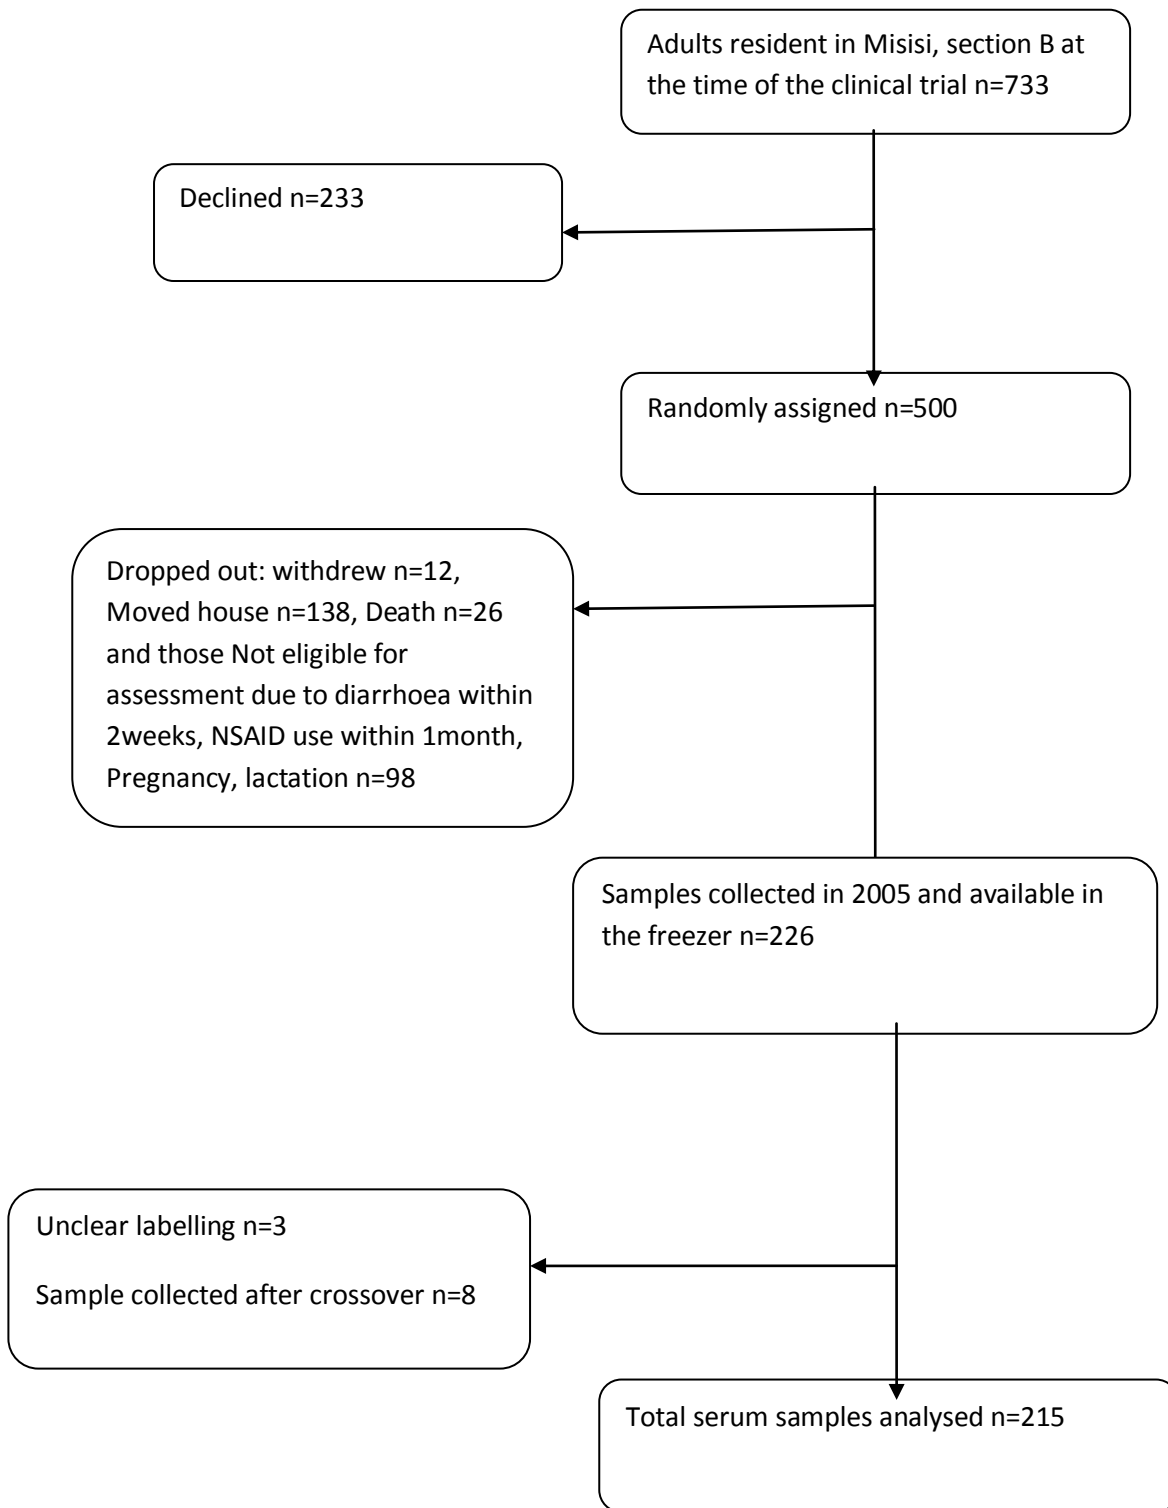 Adults resident in Misisi, section B at
the time of the clinical trial n=733
Declined n=233
Randomly assigned n=500
Dropped out: withdrew n=12,
Moved house n=138, Death n=26
and those Not eligible for
assessment due to diarrhoea within
2weeks, NSAID use within 1month,
Pregnancy, lactation n=98
Samples collected in 2005 and available in
the freezer n=226
Unclear labelling n=3
Sample collected after crossover n=8
Total serum samples analysed n=215